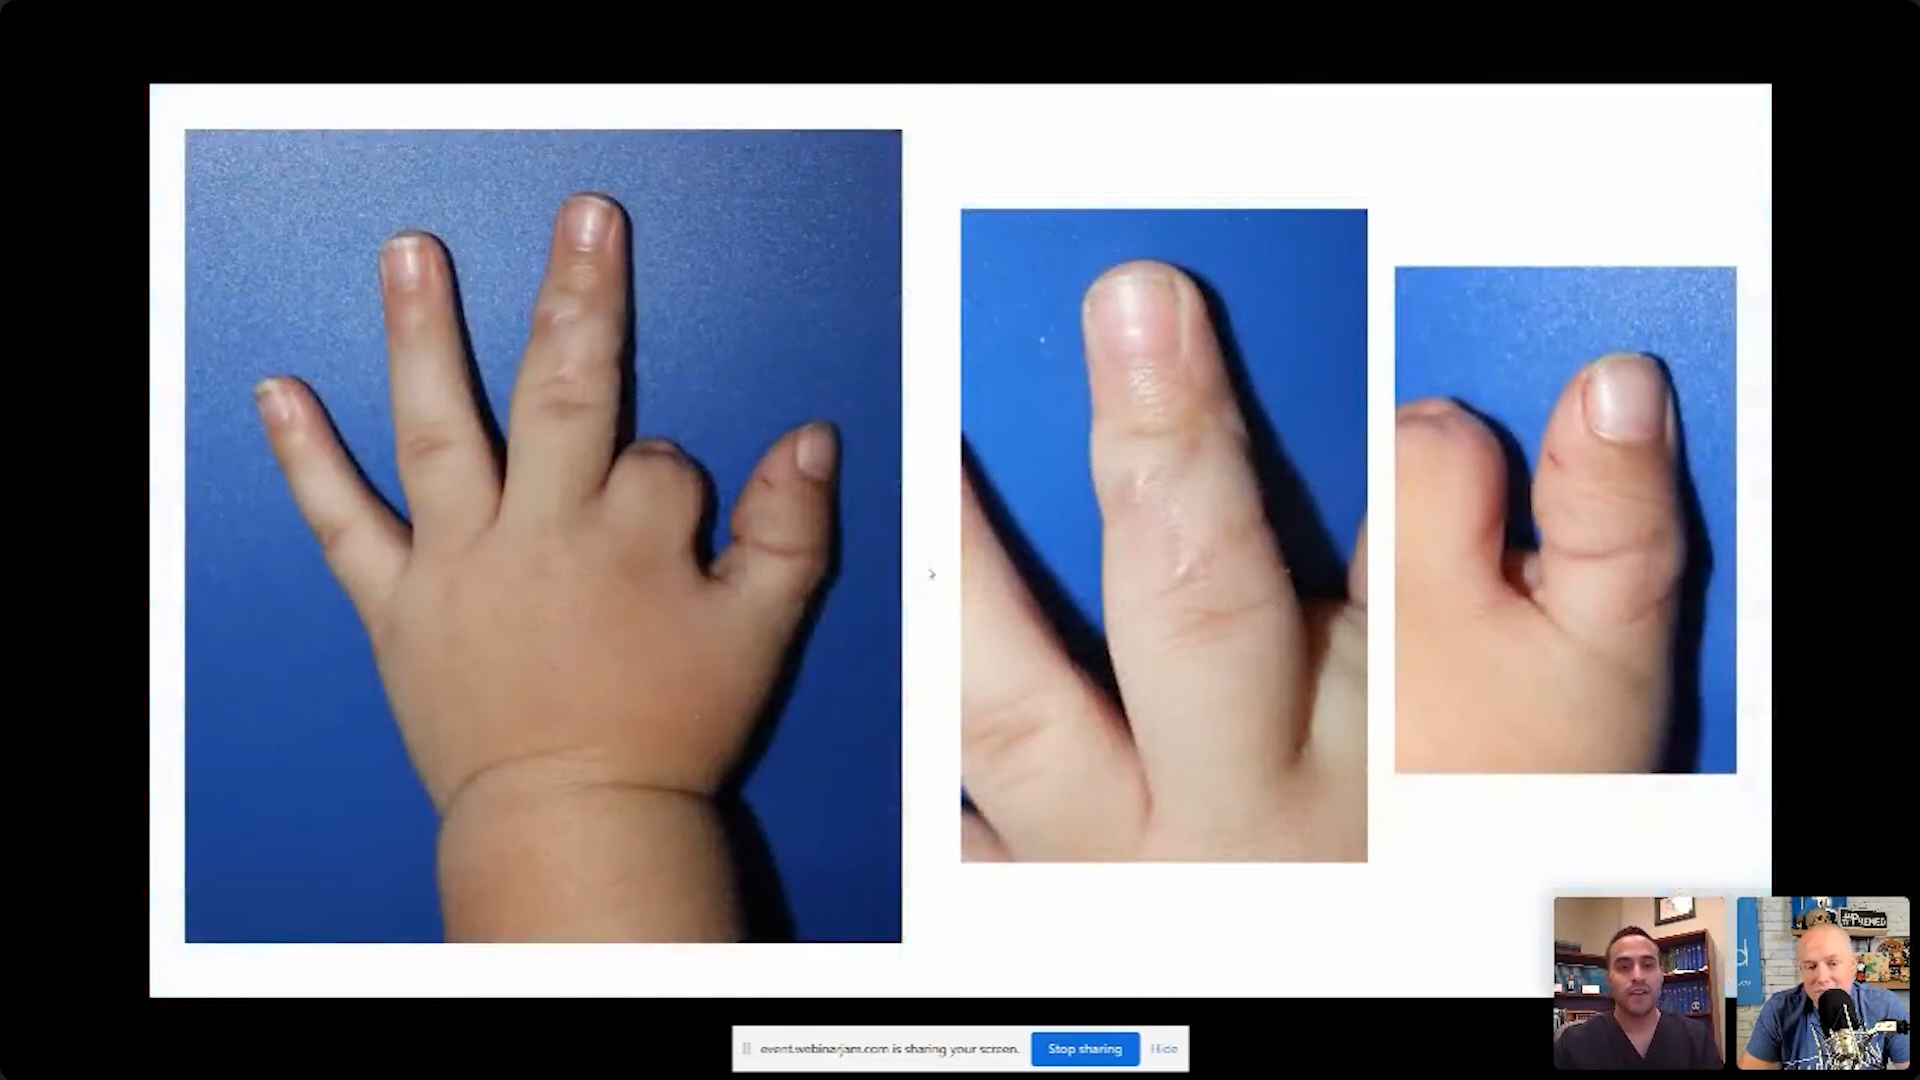 #PREMED
d
event.webinarjam.com is sharing your screen.
Stop sharing
Hide